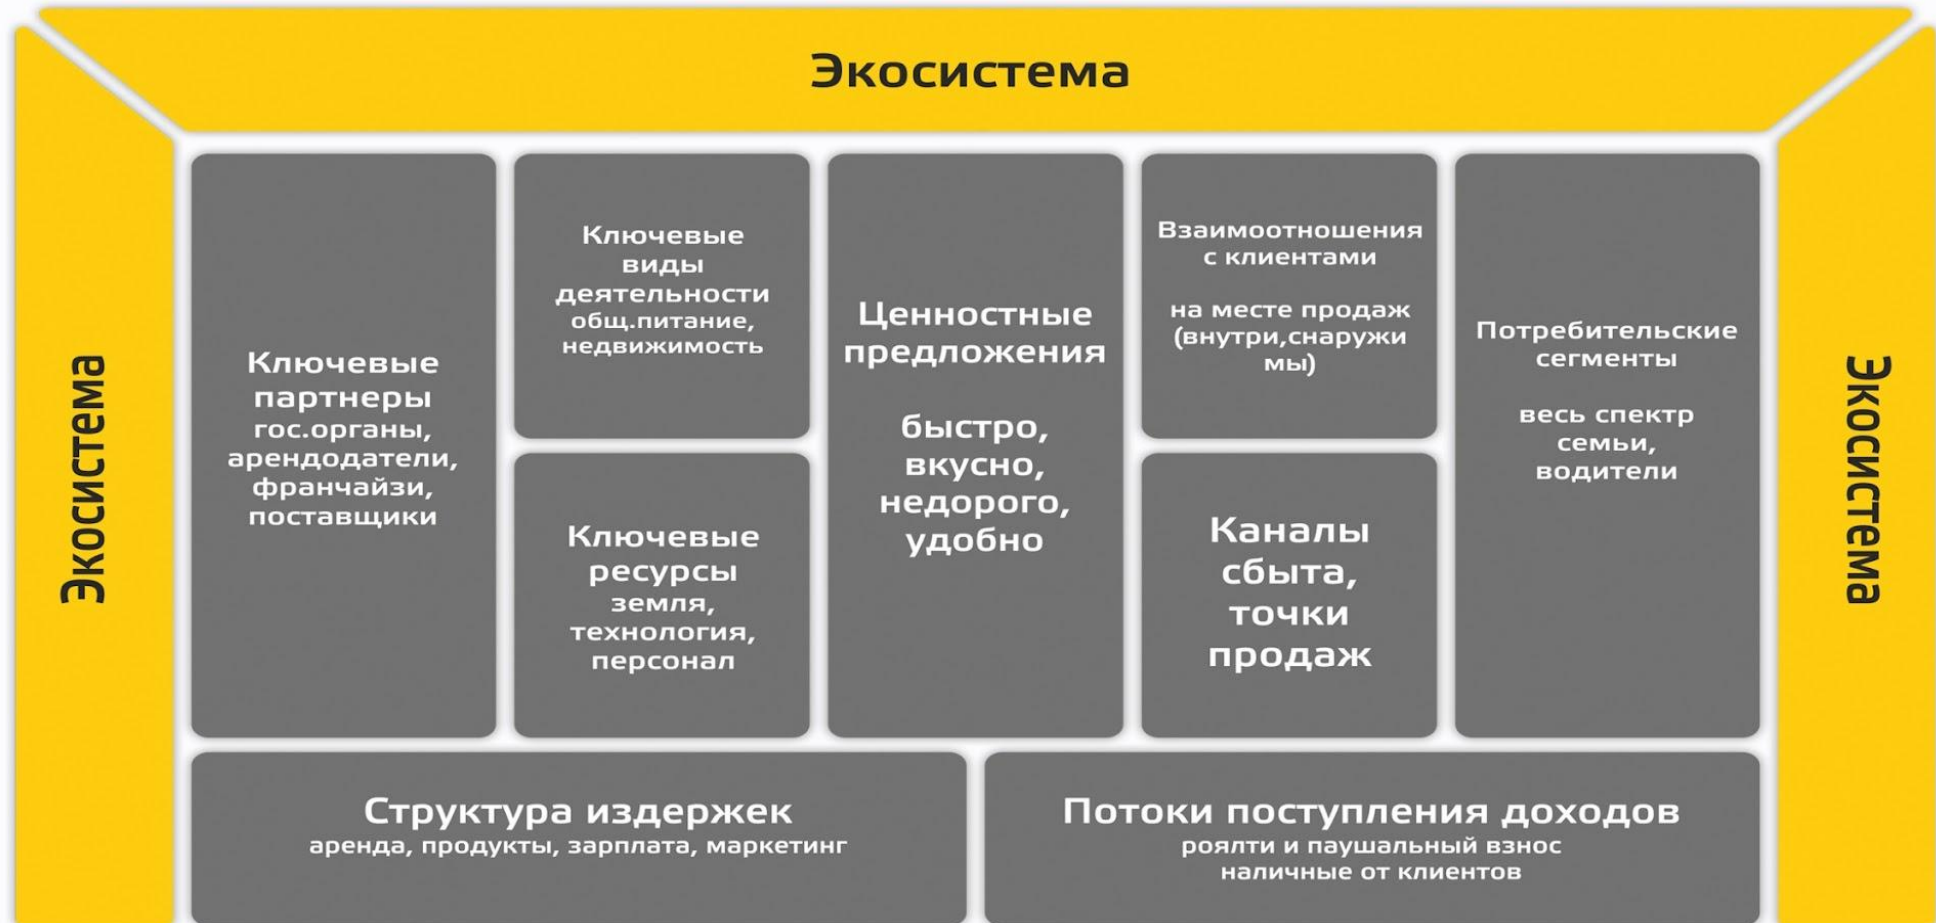 Экосистема
Экосистема
Ключевые
партнеры
гос.органы,
арендодатели,
франчайзи,
поставщики
Ключевые
виды
деятельности
общ.питание,
недвижимость
Ключевые
ресурсы
земля,
технология,
персонал
Ценностные
предложения
быстро,
вкусно,
недорого,
удобно
Взаимоотношения
с клиентами
на месте продаж
(внутри,снаружи
мы)
Каналы
сбыта,
точки
продаж
Потребительские
сегменты
весь спектр
семьи,
водители
Экосистема
Структура издержек
аренда, продукты, зарплата, маркетинг
Потоки поступления доходов
роялти и паушальный взнос
наличные от клиентов